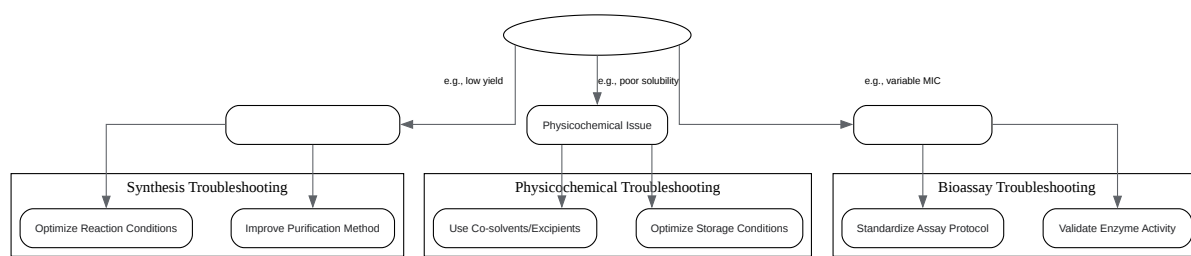 e.g., low yield
e.g., poor solubility
e.g., variable MIC
Physicochemical Issue
Synthesis Troubleshooting
Physicochemical Troubleshooting
Bioassay Troubleshooting
Optimize Reaction Conditions
Improve Purification Method
Use Co-solvents/Excipients
Optimize Storage Conditions
Standardize Assay Protocol
Validate Enzyme Activity